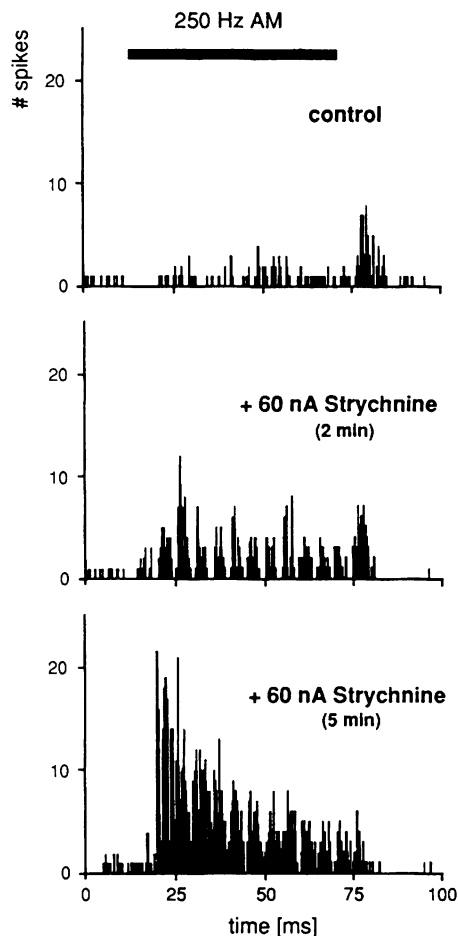 250 Hz AM
# spikes
20
control
10
0
20
+ 60 nA Strychnine
(2 min)
10
0
20
+ 60 nA Strychnine
(5 min)
10
0
0 25 50 75 100
time [ms]